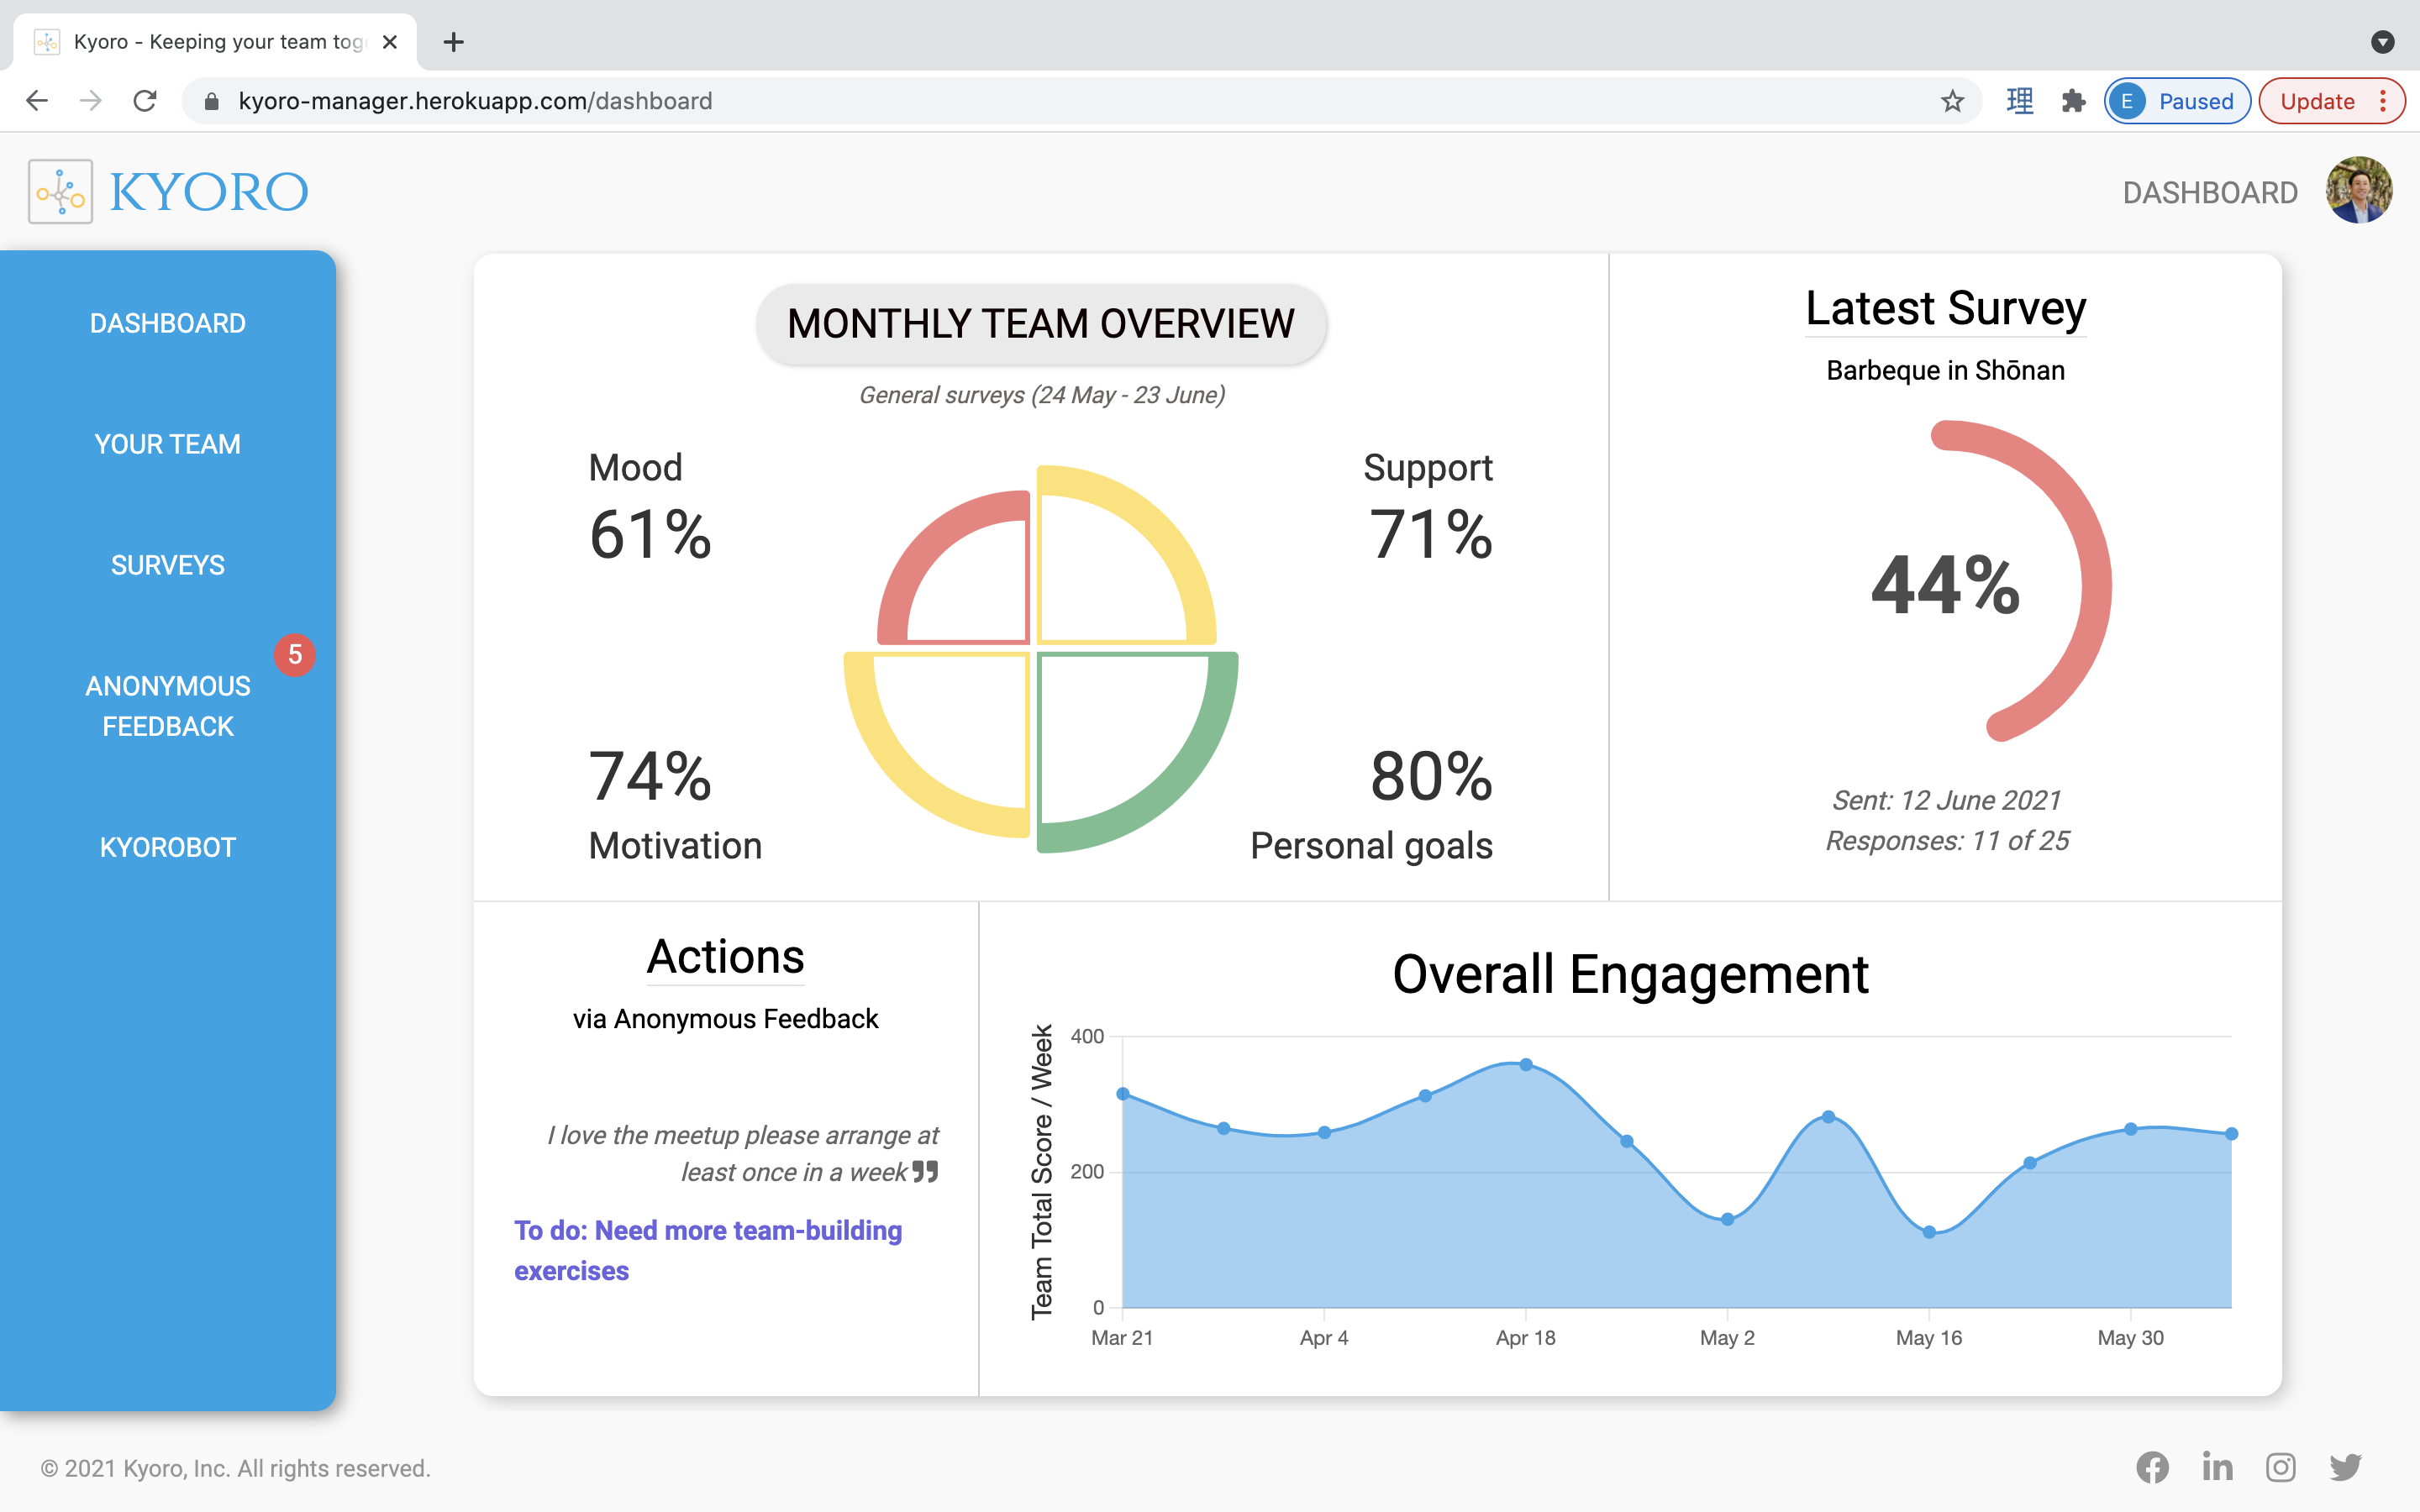 Kyoro - Keeping your team tog
kyoro-manager.herokuapp.com/dashboard
理
E
Paused
Update
KYORO
DASHBOARD
DASHBOARD
YOUR TEAM
SURVEYS
5
ANONYMOUS
FEEDBACK
KYOROBOT
MONTHLY TEAM OVERVIEW
General surveys (24 May - 23 June)
Mood
61%
Support
71%
74%
Motivation
80%
Personal goals
Latest Survey
Barbeque in Shōnan
44%
Sent: 12 June 2021
Responses: 11 of 25
Actions
via Anonymous Feedback
I love the meetup please arrange at
least once in a week ”
To do: Need more team-building
exercises
Overall Engagement
Team Total Score / Week
400
200
0
Mar 21
Apr 4
Apr 18
May 2
May 16
May 30
© 2021 Kyoro, Inc. All rights reserved.